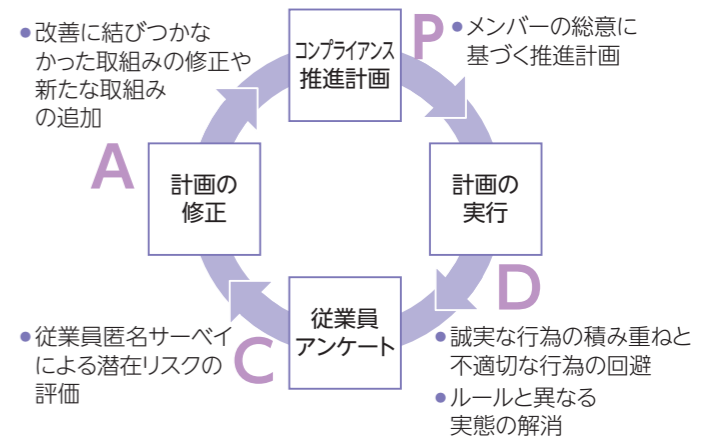 コンプライアンス
推進計画
P
●メンバーの総意に
基づく推進計画
計画の
実行
D
●誠実な行為の積み重ねと
不適切な行為の回避
●ルールと異なる
実態の解消
従業員
アンケート
C
●従業員匿名サーベイ
による潜在リスクの
評価
計画の
修正
A
●改善に結びつかな
かった取組みの修正や
新たな取組み
の追加